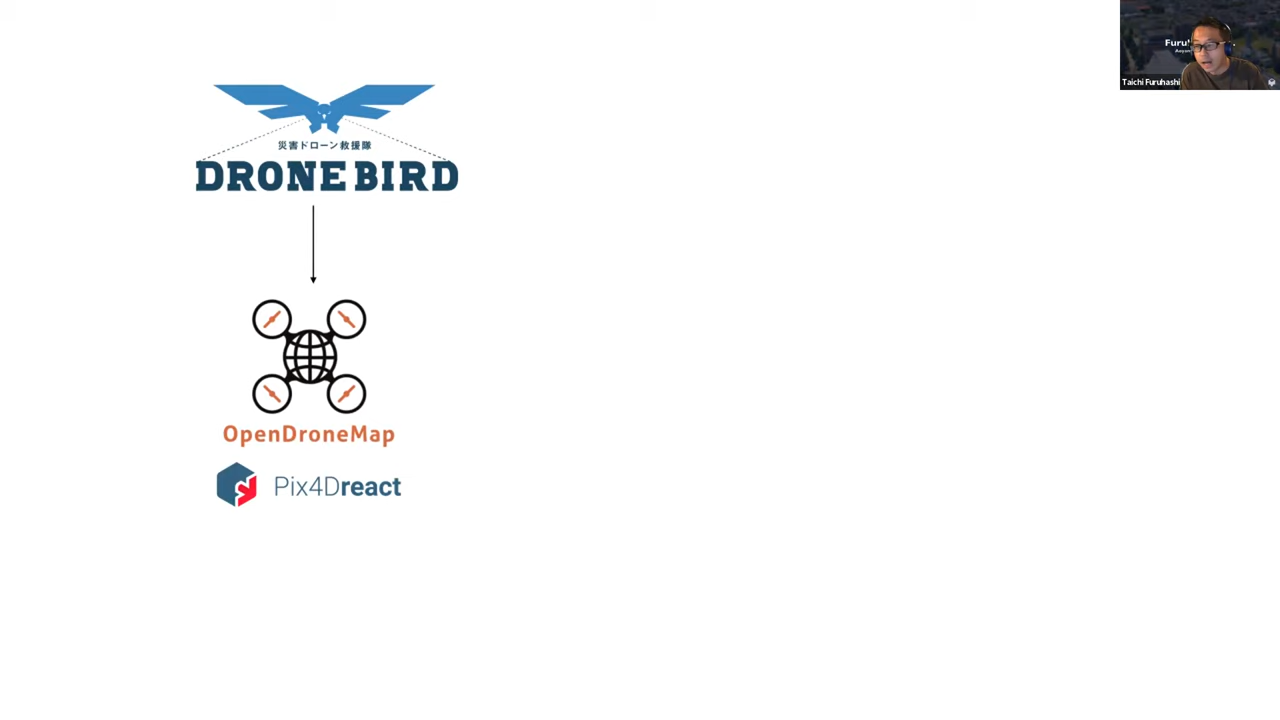 災害ドローン救援隊
DRONE BIRD
OpenDroneMap
Pix4Dreact
Taichi Furuhashi